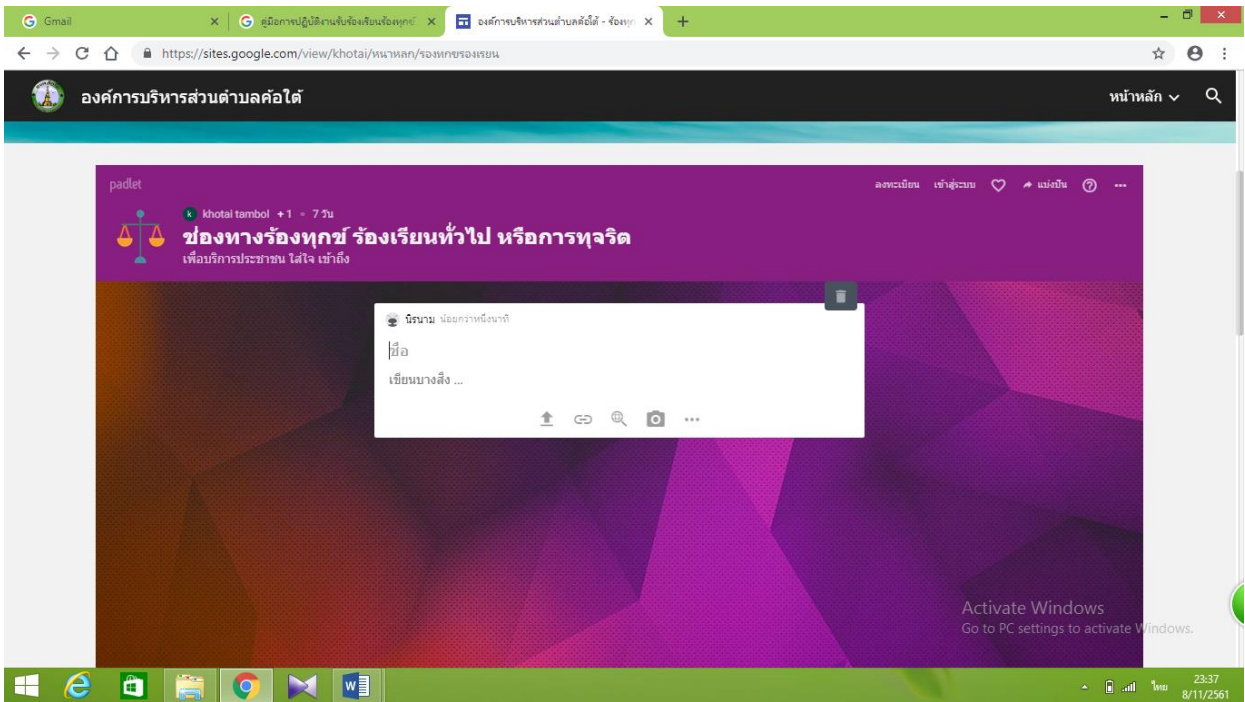 Gmail
คู่มือการปฏิบัติงานรับร้องเรียนร้องทุกข์
องค์การบริหารส่วนตำบลค้อใต้ - ร้องทุก
https://sites.google.com/view/khotai/หนาหลก/รองทกขรองเรยน
องค์การบริหารส่วนตำบลค้อใต้
หน้าหลัก
padlet
ลงทะเบียน เข้าสู่ระบบ แบ่งปัน
k khotai tambol +1 • 7 วัน
ช่องทางร้องทุกข์ ร้องเรียนทั่วไป หรือการทุจริต
เพื่อบริการประชาชน ใส่ใจ เข้าถึง
นิรนาม น้อยกว่าหนึ่งนาที
ชื่อ
เขียนบางสิ่ง ...
Activate Windows
Go to PC settings to activate Windows.
ไทย
23:37
8/11/2561